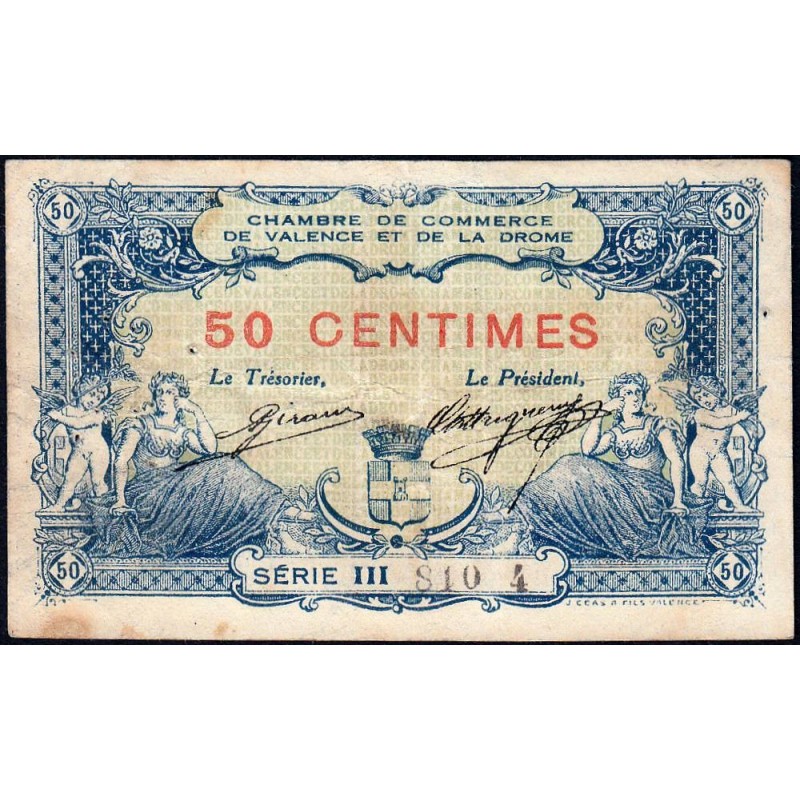 50 50
CHAMBRE DE COMMERCE
DE VALENCE ET DE LA DROME
50 CENTIMES
Le Trésorier, Le Président,
50 SÉRIE III 810 4 50
VALENCE